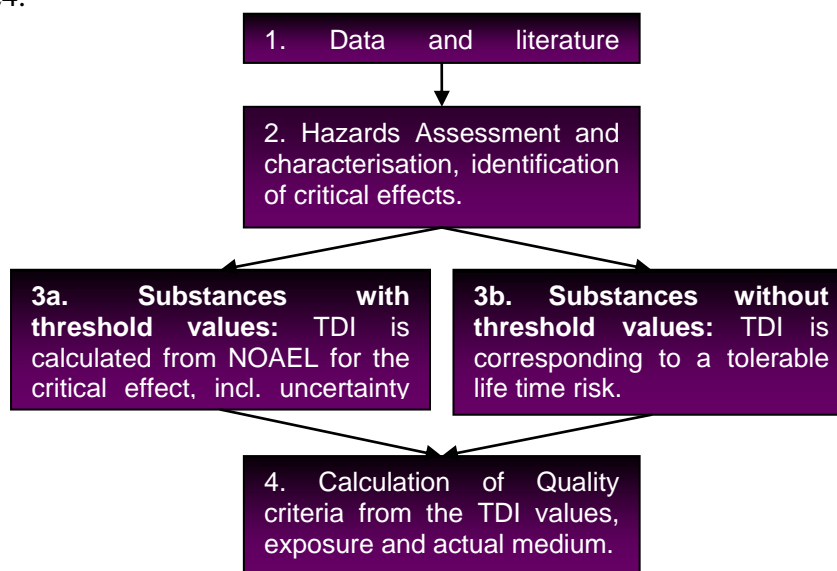 4.
1. Data and literature
2. Hazards Assessment and
characterisation, identification
of critical effects.
3a. Substances with
threshold values: TDI is
calculated from NOAEL for the
critical effect, incl. uncertainty
3b. Substances without
threshold values: TDI is
corresponding to a tolerable
life time risk.
4. Calculation of Quality
criteria from the TDI values,
exposure and actual medium.